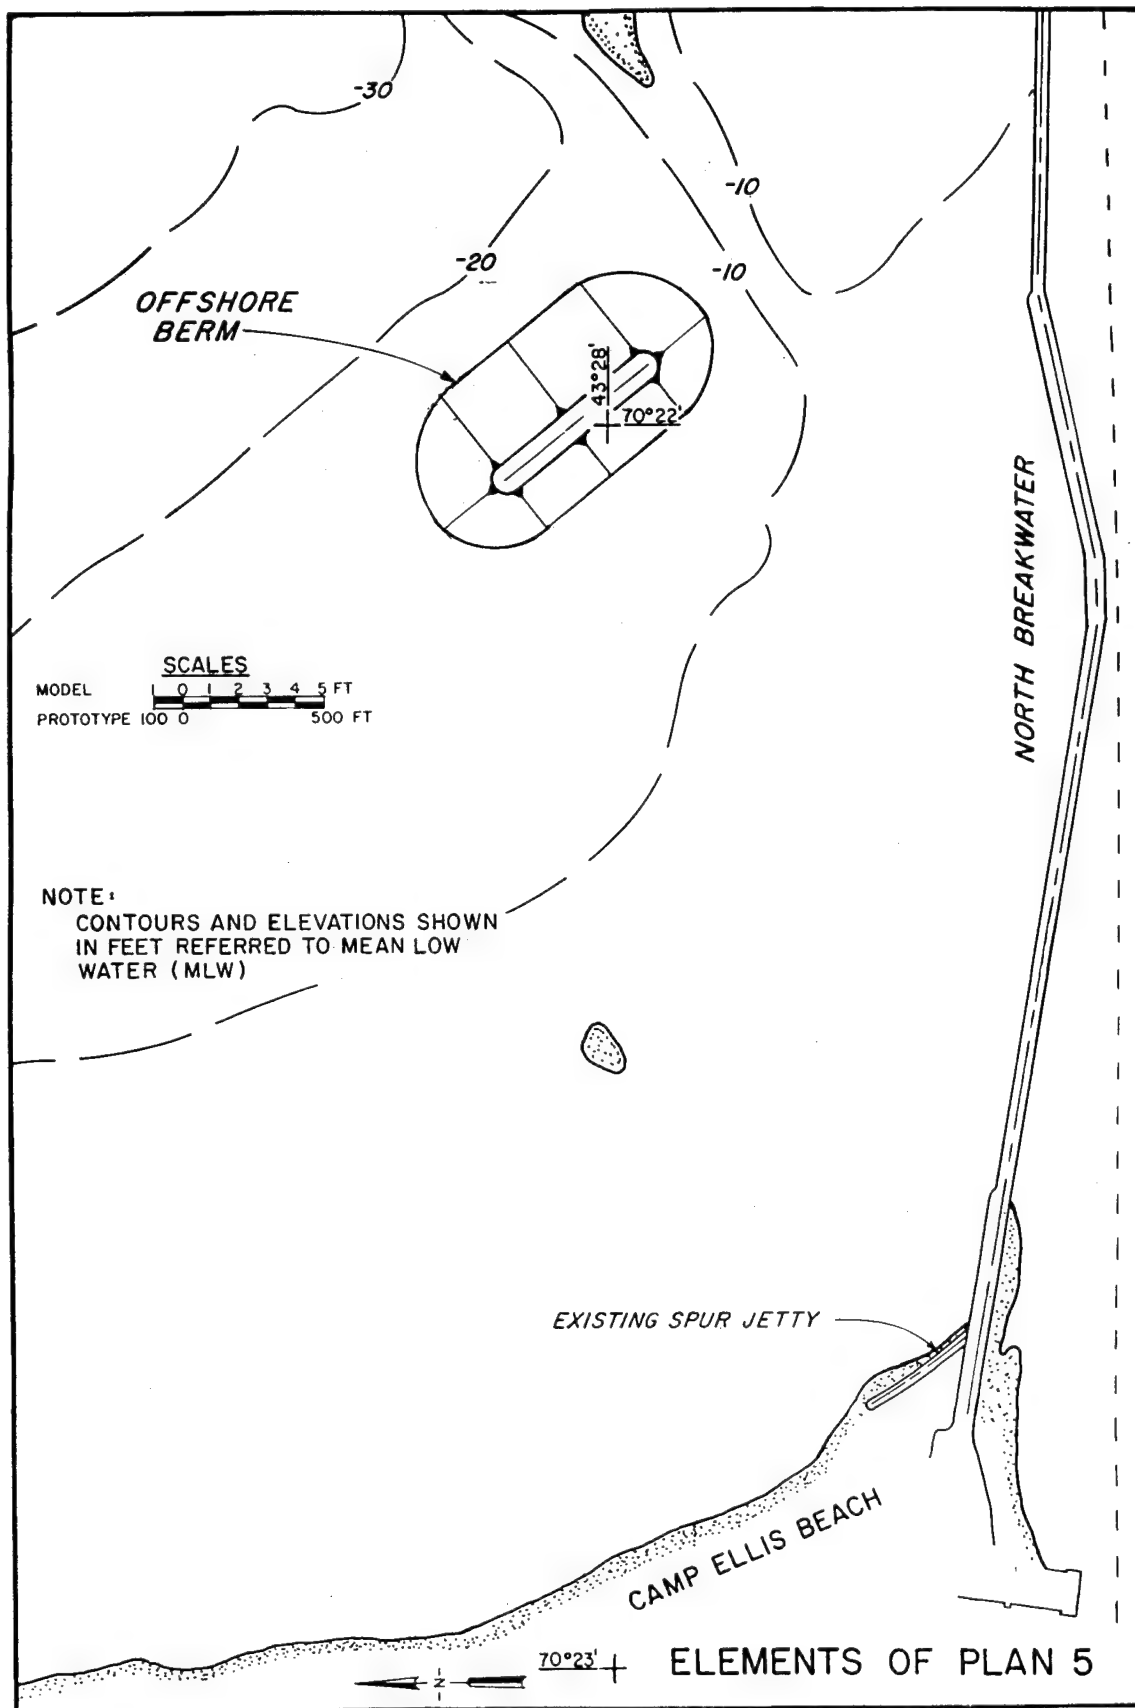 -30
-10
-20
-10
OFFSHORE
BERM
43°28'
70°22'
NORTH BREAKWATER
SCALES
MODEL 1 0 1 2 3 4 5 FT
PROTOTYPE 100 0 500 FT
NOTE:
CONTOURS AND ELEVATIONS SHOWN
IN FEET REFERRED TO MEAN LOW
WATER (MLW)
EXISTING SPUR JETTY
CAMP ELLIS BEACH
N
70°23'
ELEMENTS OF PLAN 5